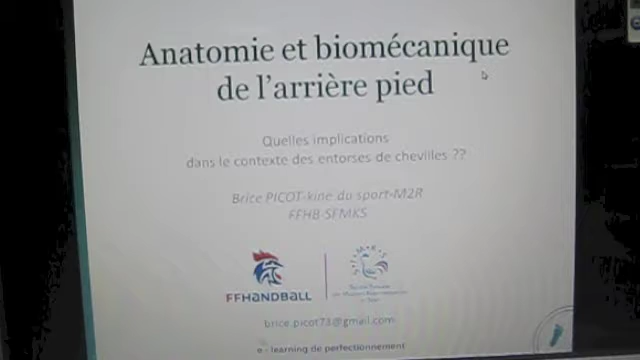 Anatomie et biomécanique
de l'arrière pied
Quelles implications
dans le contexte des entorses de chevilles ??
Brice PICOT-kiné du sport-M2R
FFHB-SFMKS
FFHANDBALL
brice.picot73@gmail.com
e - learning de perfectionnement